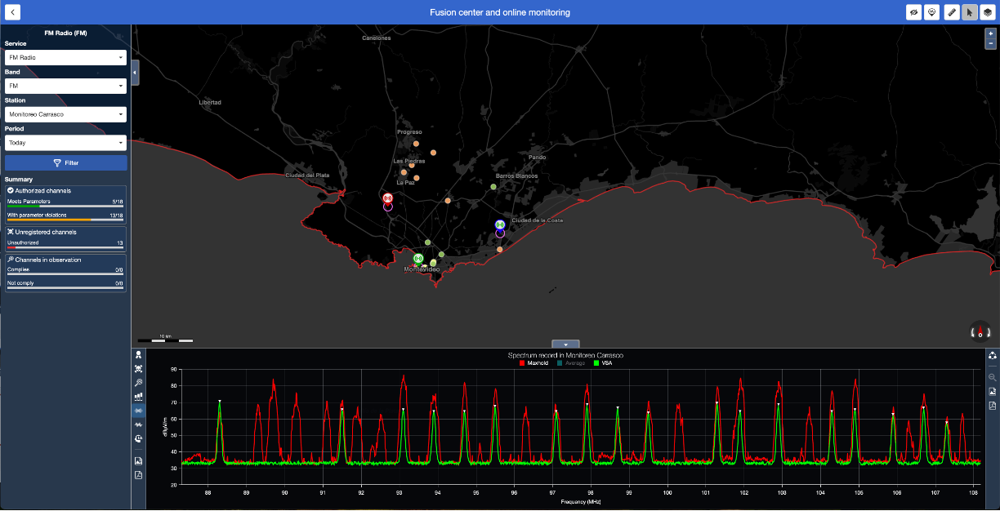 Fusion center and online monitoring
FM Radio (FM)
Service
FM Radio
Band
FM
Station
Monitoreo Carrasco
Period
Today
Filter
Summary
Authorized channels
Meets Parameters 5/18
With parameter violations 13/18
Unregistered channels
Unauthorized 13
Channels in observation
Complies 0/0
Not comply 0/0
Canelones
Libertad
Progreso
Las Piedras
Pando
Ciudad del Plata
La Paz
Barros Blancos
Ciudad de la Costa
Montevideo
10 km
0
+
−
Spectrum record in Monitoreo Carrasco
Maxhold Average VSA
dBµV/m
90
80
70
60
50
40
30
20
88 89 90 91 92 93 94 95 96 97 98 99 100 101 102 103 104 105 106 107 108
Frequency (MHz)